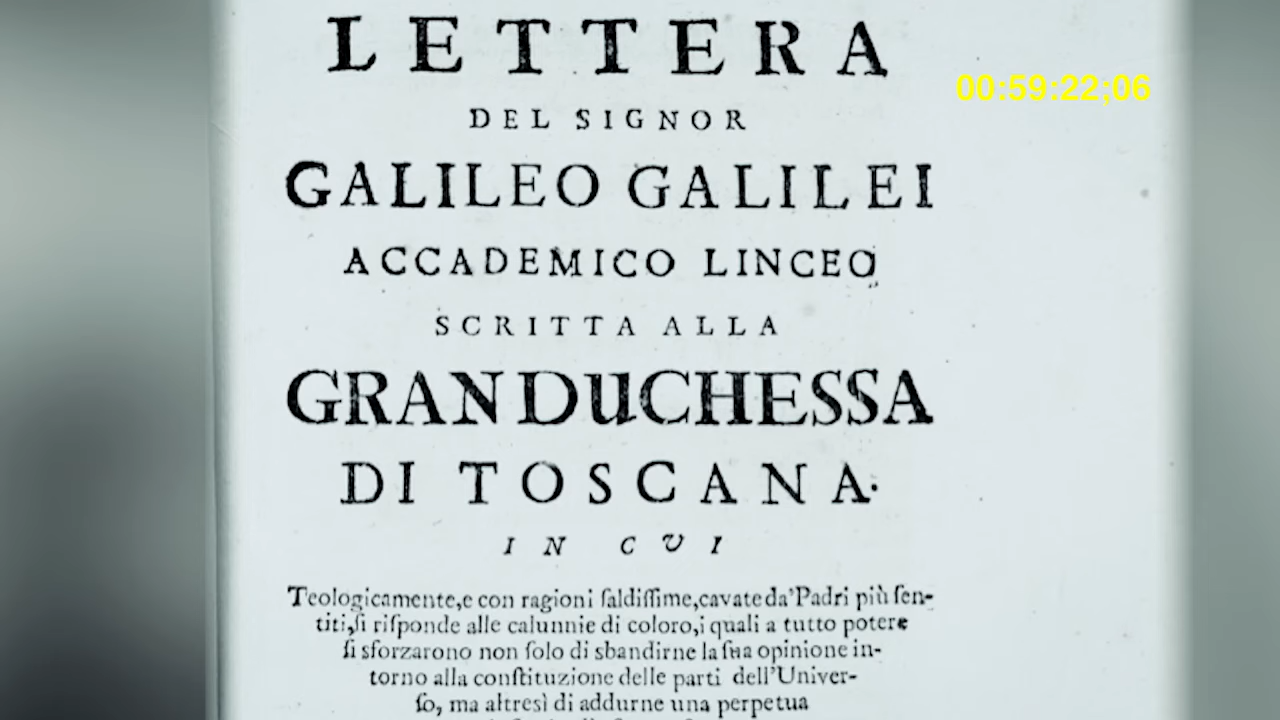 LETTERA
00:59:22;06
DEL SIGNOR
GALILEO GALILEI
ACCADEMICO LINCEO
SCRITTA ALLA
GRANDUCHESSA
DI TOSCANA.
IN CVI
Teologicamente,e con ragioni ſaldiſſime,cavate da'Padri più ſen-
titi,ſi riſponde alle calunnie di coloro,i quali a tutto potere
ſi sforzarono non ſolo di sbandirne la ſua opinione in-
torno alla conſtituzione delle parti dell'Univer-
ſo, ma altresì di addurne una perpetua